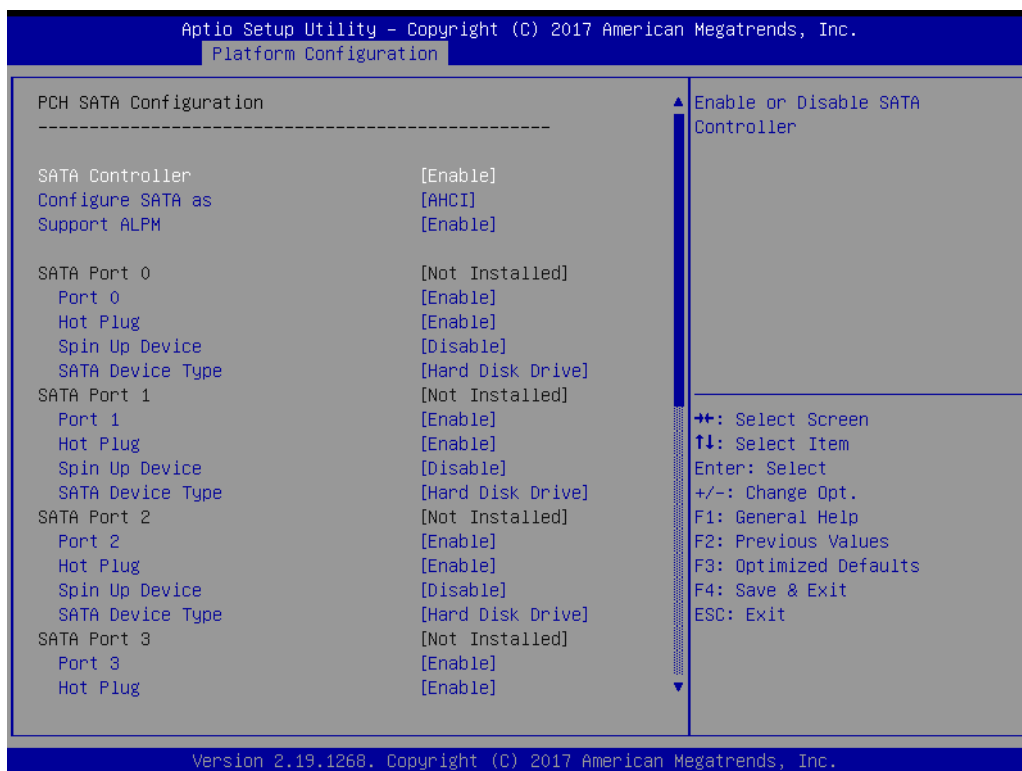 Aptio Setup Utility – Copyright (C) 2017 American Megatrends, Inc.
Platform Configuration
PCH SATA Configuration
--------------------------------------------------
SATA Controller [Enable]
Configure SATA as [AHCI]
Support ALPM [Enable]
SATA Port 0 [Not Installed]
Port 0 [Enable]
Hot Plug [Enable]
Spin Up Device [Disable]
SATA Device Type [Hard Disk Drive]
SATA Port 1 [Not Installed]
Port 1 [Enable]
Hot Plug [Enable]
Spin Up Device [Disable]
SATA Device Type [Hard Disk Drive]
SATA Port 2 [Not Installed]
Port 2 [Enable]
Hot Plug [Enable]
Spin Up Device [Disable]
SATA Device Type [Hard Disk Drive]
SATA Port 3 [Not Installed]
Port 3 [Enable]
Hot Plug [Enable]
Enable or Disable SATA
Controller
→←: Select Screen
↑↓: Select Item
Enter: Select
+/-: Change Opt.
F1: General Help
F2: Previous Values
F3: Optimized Defaults
F4: Save & Exit
ESC: Exit
Version 2.19.1268. Copyright (C) 2017 American Megatrends, Inc.